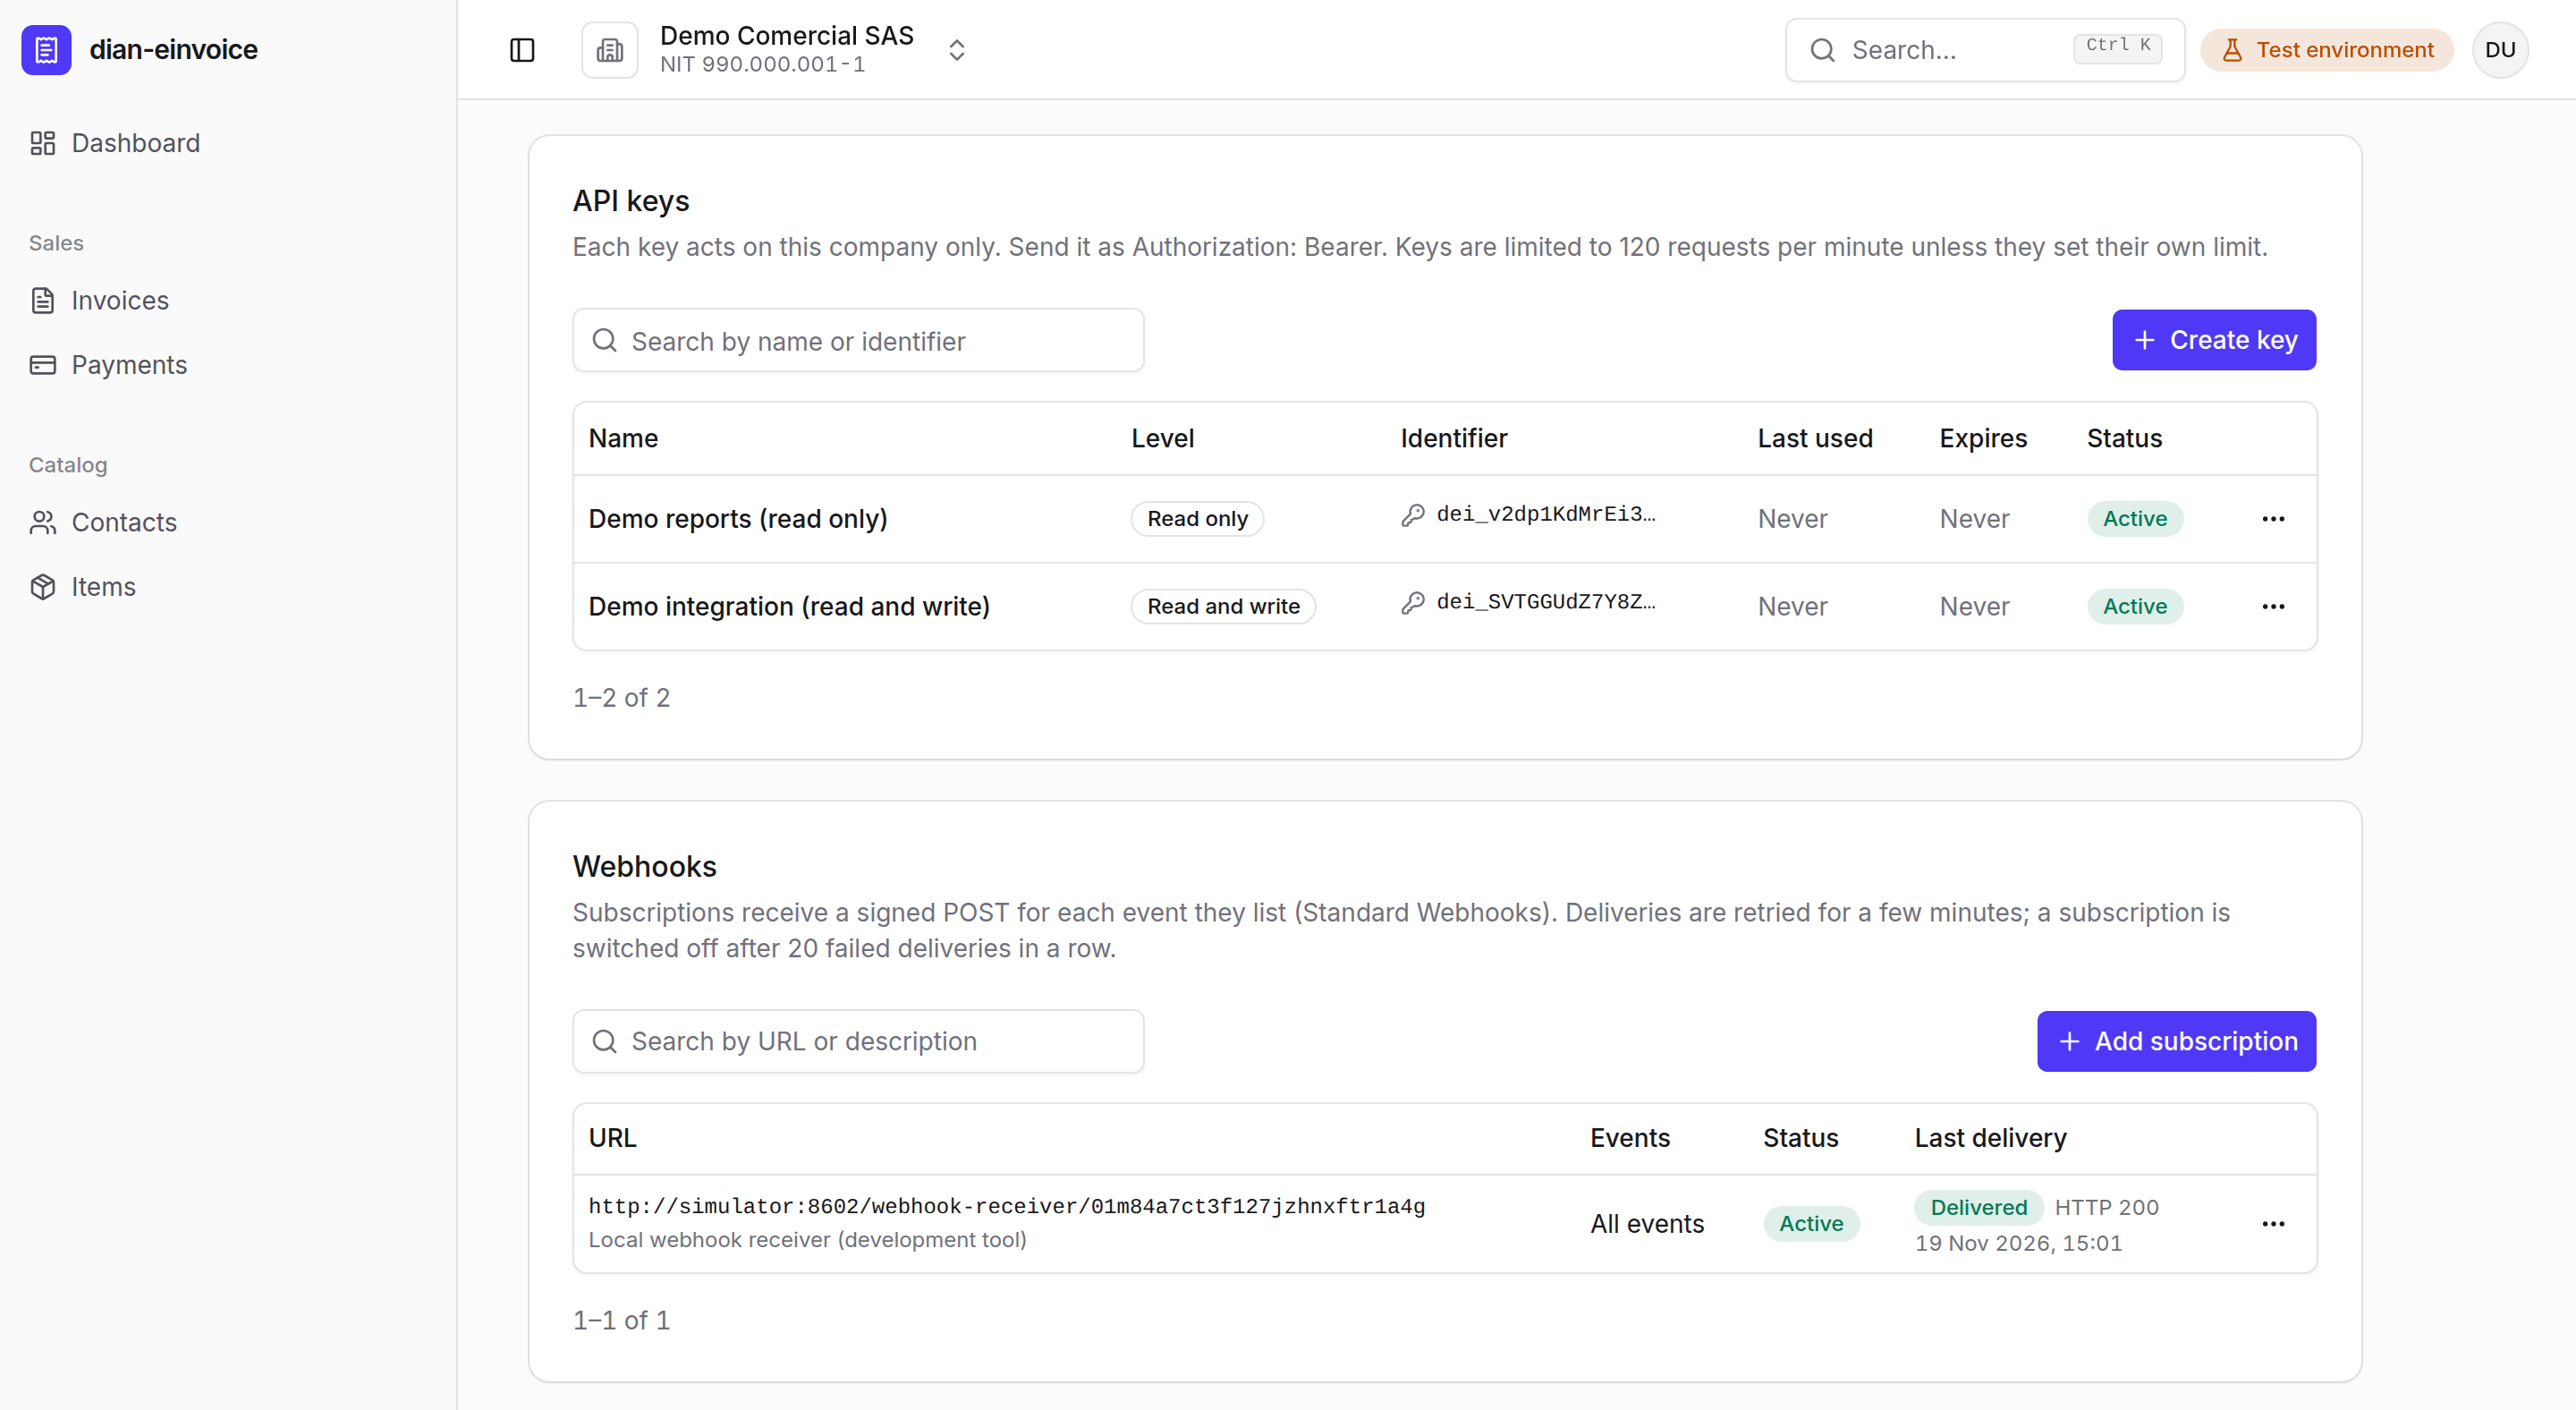 dian-einvoice
Demo Comercial SAS
NIT 990.000.001-1
Search...
Ctrl K
Test environment
DU
Dashboard
Sales
Invoices
Payments
Catalog
Contacts
Items
API keys
Each key acts on this company only. Send it as Authorization: Bearer. Keys are limited to 120 requests per minute unless they set their own limit.
Search by name or identifier
Create key
Name Level Identifier Last used Expires Status
Demo reports (read only) Read only dei_v2dp1KdMrEi3… Never Never Active
Demo integration (read and write) Read and write dei_SVTGGUdZ7Y8Z… Never Never Active
1–2 of 2
Webhooks
Subscriptions receive a signed POST for each event they list (Standard Webhooks). Deliveries are retried for a few minutes; a subscription is
switched off after 20 failed deliveries in a row.
Search by URL or description
Add subscription
URL Events Status Last delivery
http://simulator:8602/webhook-receiver/01m84a7ct3f127jzhnxftr1a4g All events Active Delivered HTTP 200
Local webhook receiver (development tool) 19 Nov 2026, 15:01
1–1 of 1